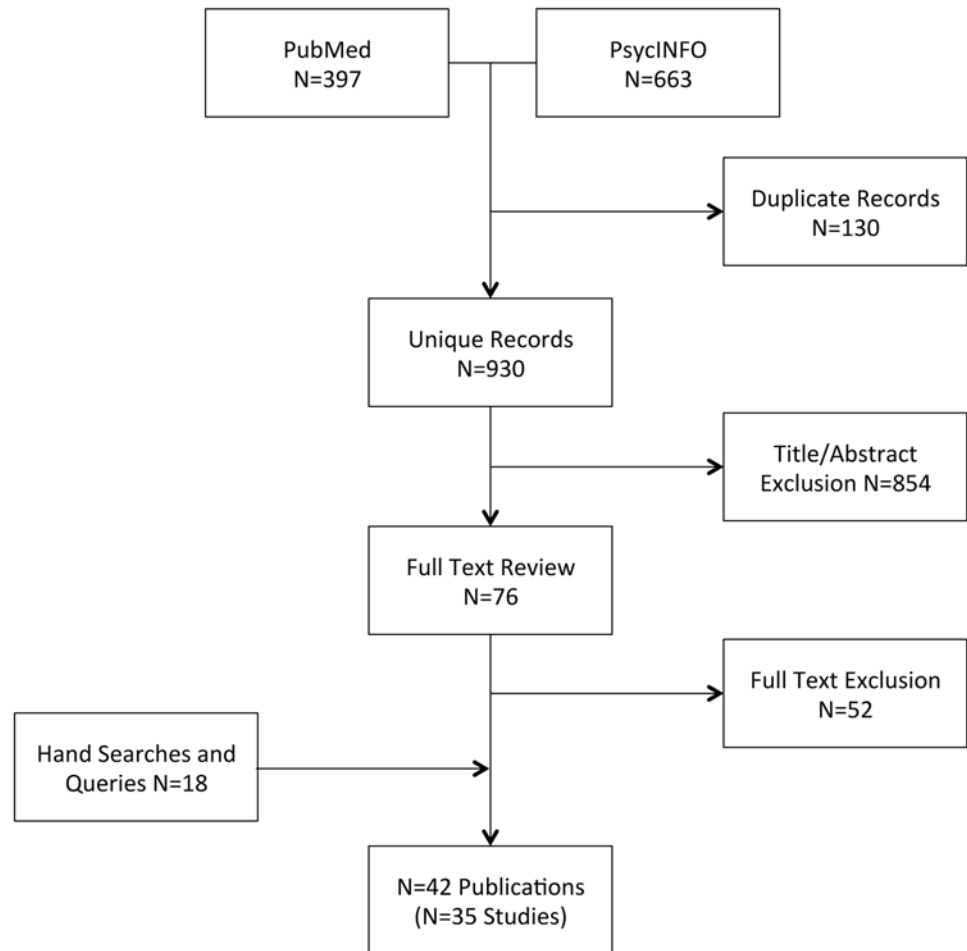 PubMed
N=397
PsycINFO
N=663
Duplicate Records
N=130
Unique Records
N=930
Title/Abstract
Exclusion N=854
Full Text Review
N=76
Full Text Exclusion
N=52
Hand Searches and
Queries N=18
N=42 Publications
(N=35 Studies)